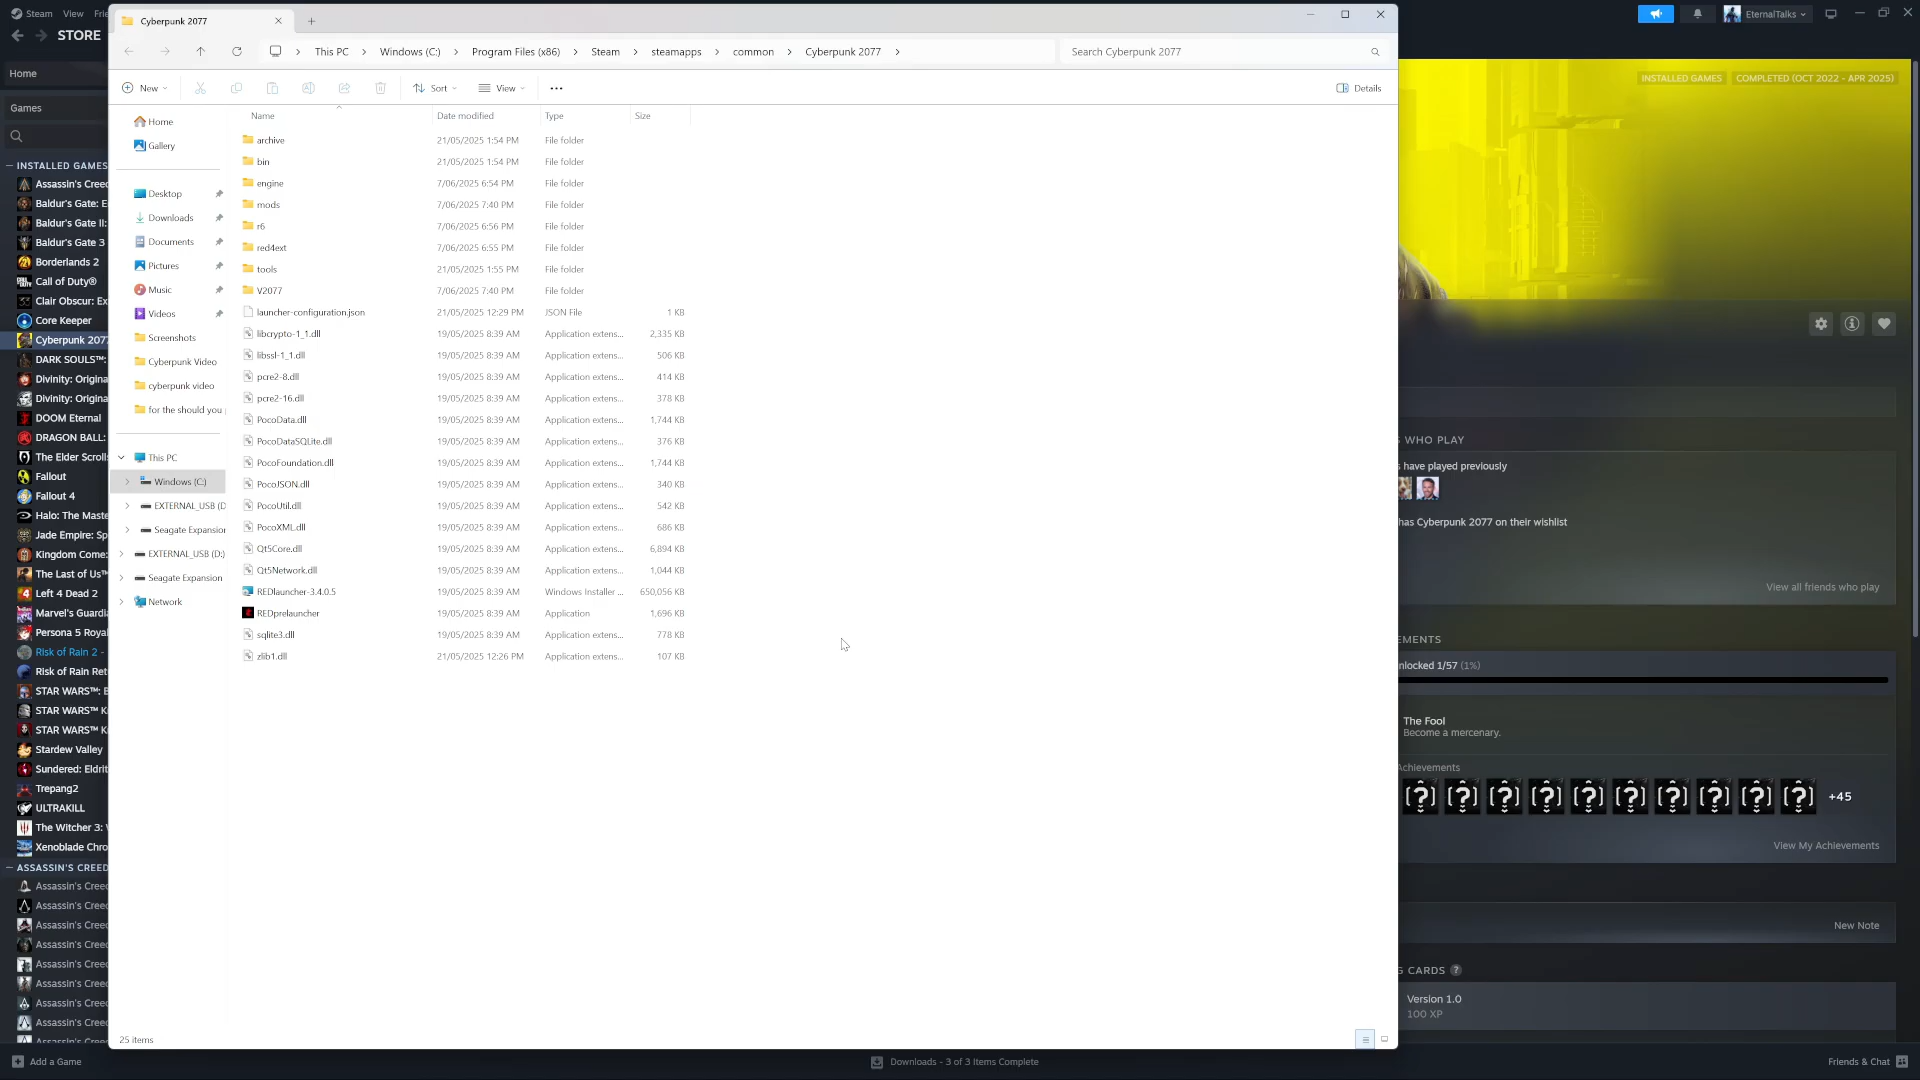 Steam View Frie
STORE
Home
Games
INSTALLED GAMES
Assassin's Creed
Baldur's Gate: E
Baldur's Gate II:
Baldur's Gate 3
Borderlands 2
Call of Duty®
Clair Obscur: Ex
Core Keeper
Cyberpunk 2077
DARK SOULS™:
Divinity: Origina
Divinity: Origina
DOOM Eternal
DRAGON BALL:
The Elder Scrolls
Fallout
Fallout 4
Halo: The Maste
Jade Empire: Sp
Kingdom Come:
The Last of Us™
Left 4 Dead 2
Marvel's Guardia
Persona 5 Royal
Risk of Rain 2 -
Risk of Rain Ret
STAR WARS™: B
STAR WARS™ K
STAR WARS™ K
Stardew Valley
Sundered: Eldrit
Trepang2
ULTRAKILL
The Witcher 3: W
Xenoblade Chro
ASSASSIN'S CREED
Assassin's Creed
Assassin's Creed
Assassin's Creed
Assassin's Creed
Assassin's Creed
Assassin's Creed
Assassin's Creed
Assassin's Creed
Assassin's Creed
Add a Game
Cyberpunk 2077
This PC > Windows (C:) > Program Files (x86) > Steam > steamapps > common > Cyberpunk 2077 >
Search Cyberpunk 2077
New Sort View ... Details
Home
Gallery
Desktop
Downloads
Documents
Pictures
Music
Videos
Screenshots
Cyberpunk Video
cyberpunk video
for the should you
This PC
Windows (C:)
EXTERNAL_USB (D
Seagate Expansion
EXTERNAL_USB (D:)
Seagate Expansion
Network
Name Date modified Type Size
archive 21/05/2025 1:54 PM File folder
bin 21/05/2025 1:54 PM File folder
engine 7/06/2025 6:54 PM File folder
mods 7/06/2025 7:40 PM File folder
r6 7/06/2025 6:56 PM File folder
red4ext 7/06/2025 6:55 PM File folder
tools 21/05/2025 1:55 PM File folder
V2077 7/06/2025 7:40 PM File folder
launcher-configuration.json 21/05/2025 12:29 PM JSON File 1 KB
libcrypto-1_1.dll 19/05/2025 8:39 AM Application extens... 2,335 KB
libssl-1_1.dll 19/05/2025 8:39 AM Application extens... 506 KB
pcre2-8.dll 19/05/2025 8:39 AM Application extens... 414 KB
pcre2-16.dll 19/05/2025 8:39 AM Application extens... 378 KB
PocoData.dll 19/05/2025 8:39 AM Application extens... 1,744 KB
PocoDataSQLite.dll 19/05/2025 8:39 AM Application extens... 376 KB
PocoFoundation.dll 19/05/2025 8:39 AM Application extens... 1,744 KB
PocoJSON.dll 19/05/2025 8:39 AM Application extens... 340 KB
PocoUtil.dll 19/05/2025 8:39 AM Application extens... 542 KB
PocoXML.dll 19/05/2025 8:39 AM Application extens... 686 KB
Qt5Core.dll 19/05/2025 8:39 AM Application extens... 6,894 KB
Qt5Network.dll 19/05/2025 8:39 AM Application extens... 1,044 KB
REDlauncher-3.4.0.5 19/05/2025 8:39 AM Windows Installer ... 650,056 KB
REDprelauncher 19/05/2025 8:39 AM Application 1,696 KB
sqlite3.dll 19/05/2025 8:39 AM Application extens... 778 KB
zlib1.dll 21/05/2025 12:26 PM Application extens... 107 KB
25 items
Downloads - 3 of 3 Items Complete
EternalTalks
INSTALLED GAMES COMPLETED (OCT 2022 - APR 2025)
S WHO PLAY
s have played previously
has Cyberpunk 2077 on their wishlist
View all friends who play
EMENTS
nlocked 1/57 (1%)
The Fool
Become a mercenary.
Achievements
+45
View My Achievements
New Note
G CARDS ?
Version 1.0
100 XP
Friends & Chat